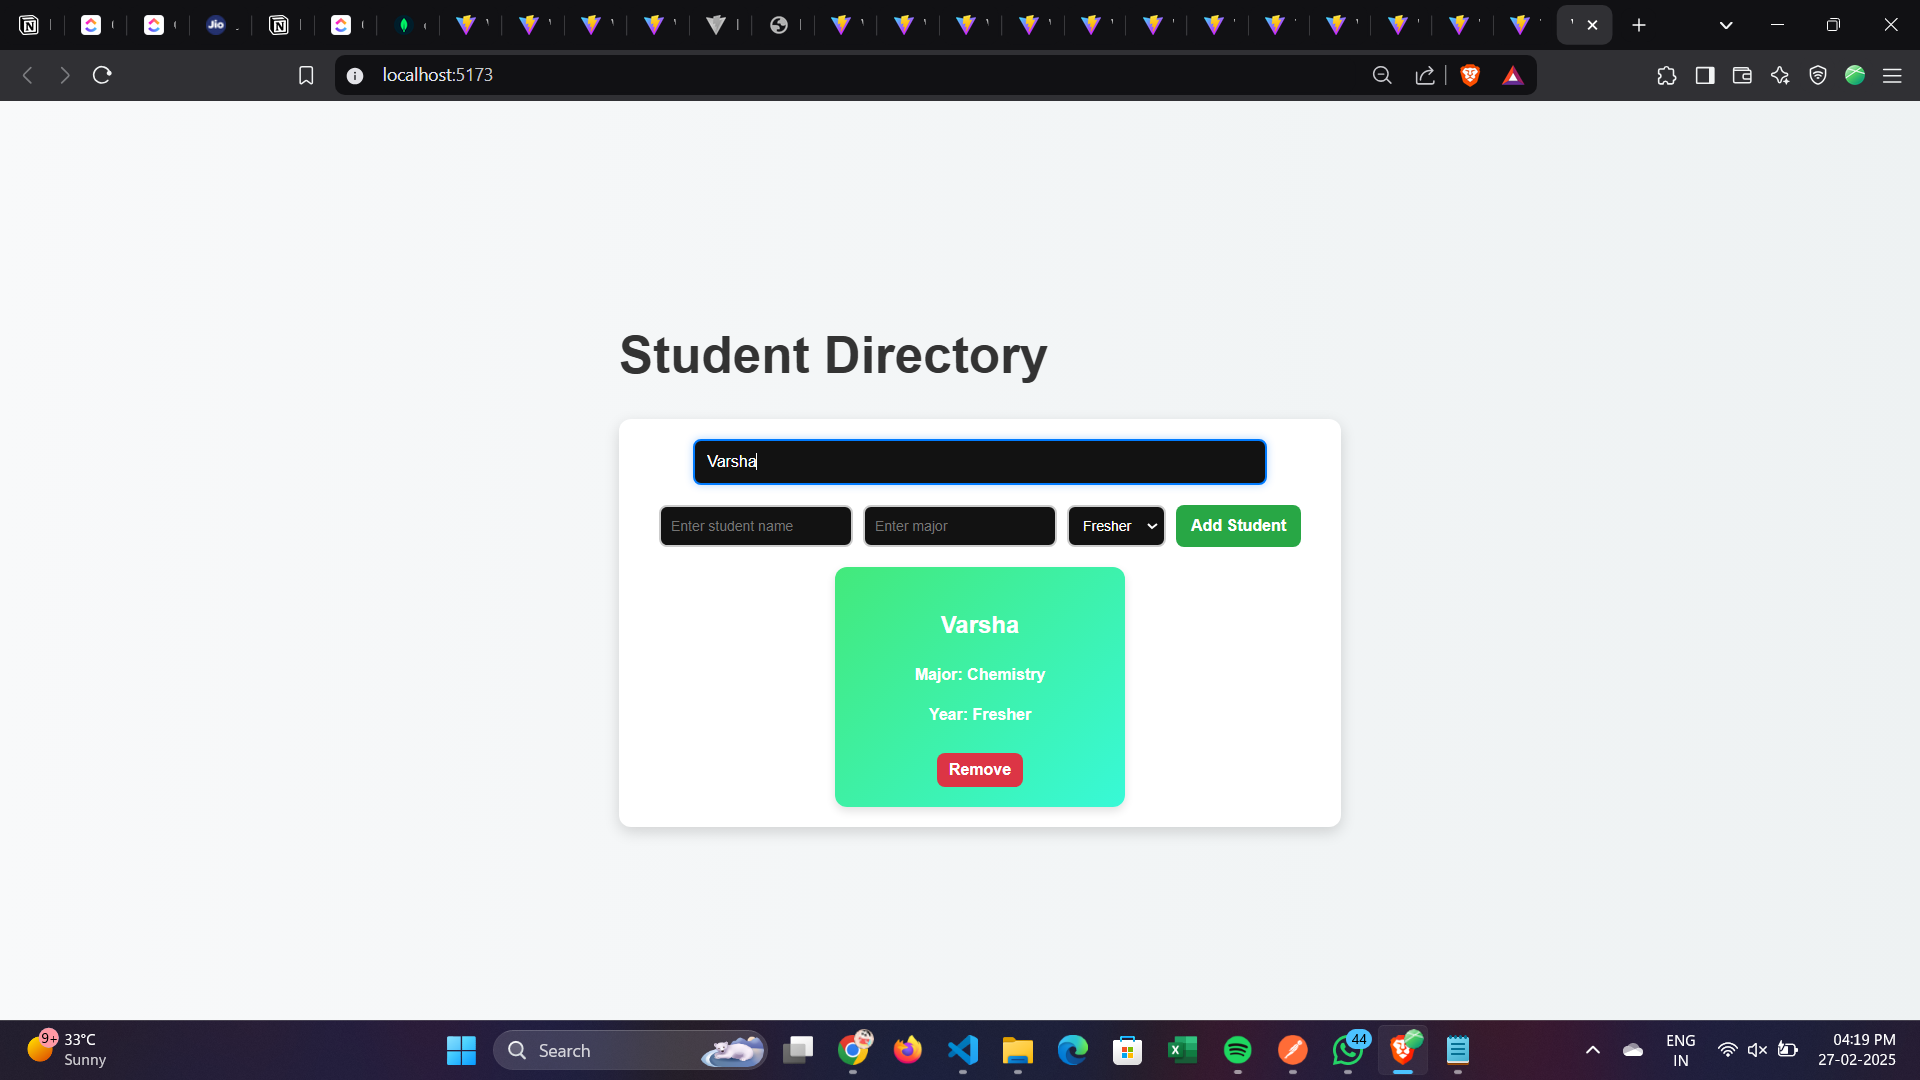 Jio
localhost:5173
Student Directory
Varsha
Enter student name
Enter major
Fresher
Add Student
Varsha
Major: Chemistry
Year: Fresher
Remove
9+
33°C
Sunny
Search
44
ENG
IN
04:19 PM
27-02-2025